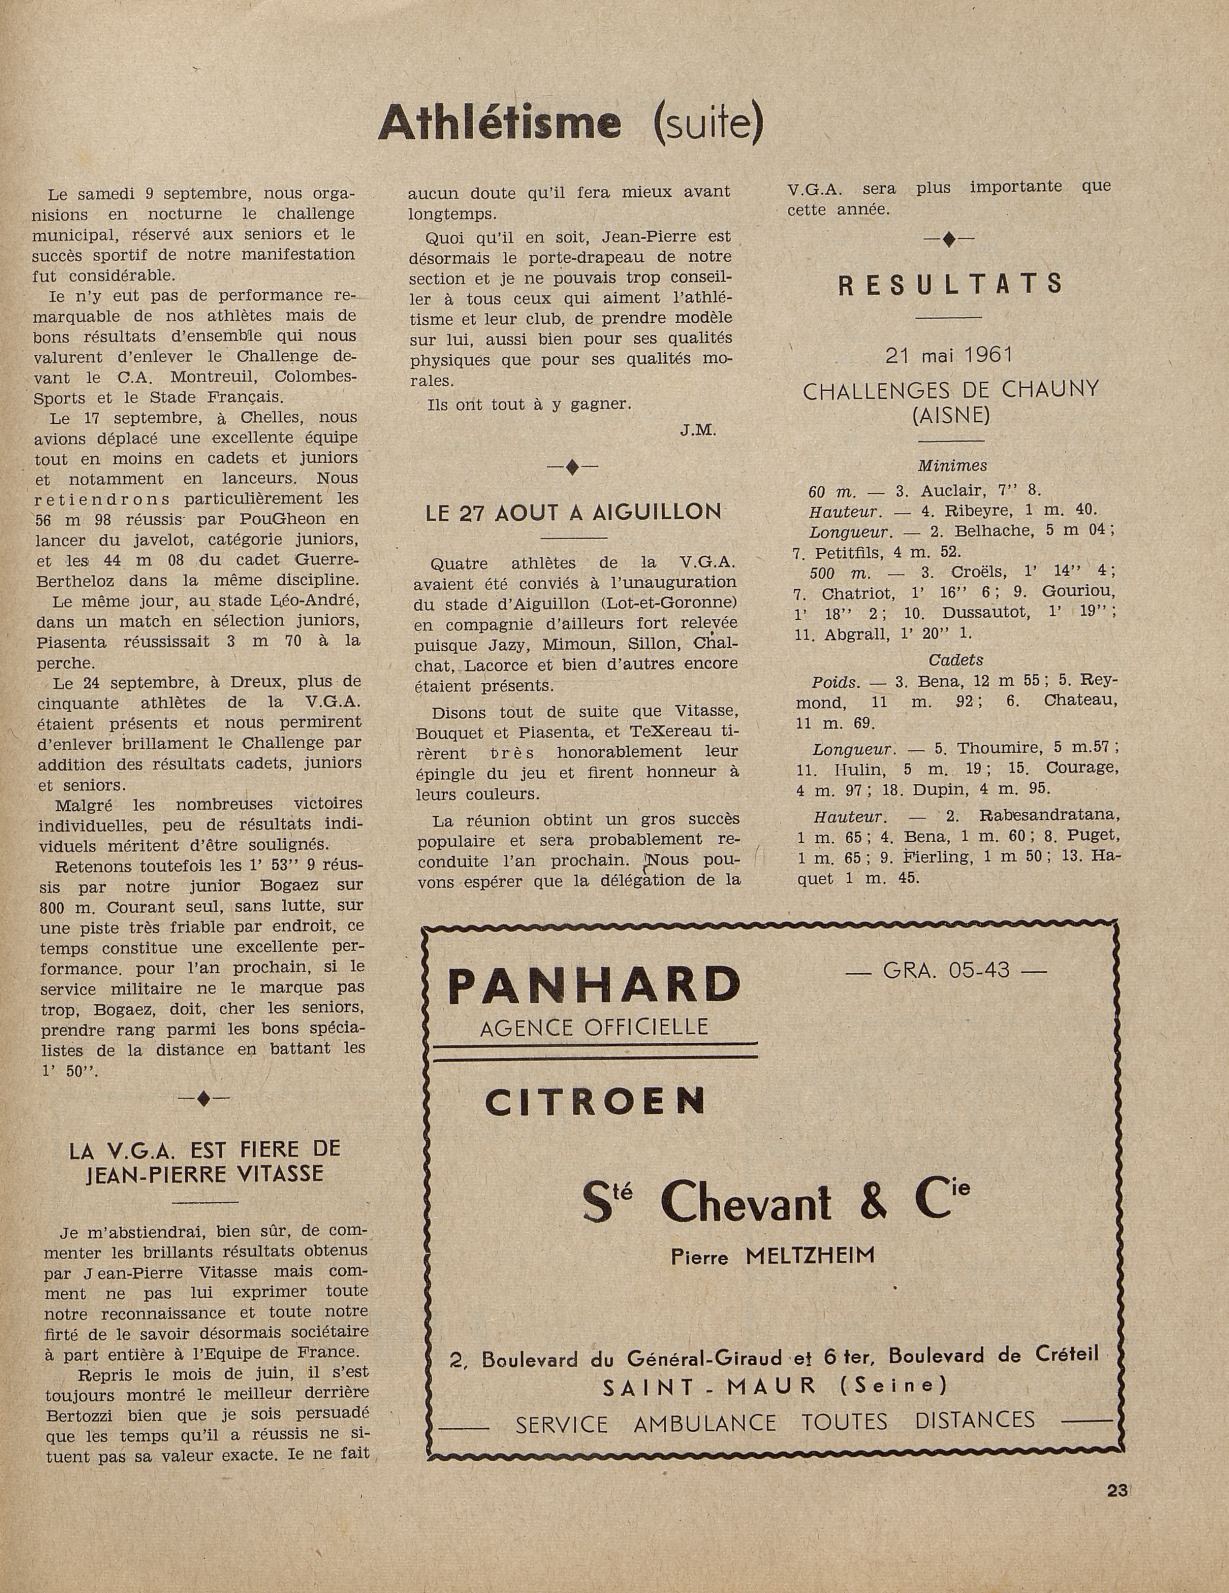 Athlétisme (suite)
Le samedi 9 septembre, nous orga-
nisions en nocturne le challenge
municipal, réservé aux seniors et le
succès sportif de notre manifestation
fut considérable.
Ie n'y eut pas de performance re-
marquable de nos athlètes mais de
bons résultats d'ensemble qui nous
valurent d'enlever le Challenge de-
vant le C.A. Montreuil, Colombes-
Sports et le Stade Français.
Le 17 septembre, à Chelles, nous
avions déplacé une excellente équipe
tout en moins en cadets et juniors
et notamment en lanceurs. Nous
retiendrons particulièrement les
56 m 98 réussis par PouGheon en
lancer du javelot, catégorie juniors,
et les 44 m 08 du cadet Guerre-
Bertheloz dans la même discipline.
Le même jour, au stade Léo-André,
dans un match en sélection juniors,
Piasenta réussissait 3 m 70 à la
perche.
Le 24 septembre, à Dreux, plus de
cinquante athlètes de la V.G.A.
étaient présents et nous permirent
d'enlever brillament le Challenge par
addition des résultats cadets, juniors
et seniors.
Malgré les nombreuses victoires
individuelles, peu de résultats indi-
viduels méritent d'être soulignés.
Retenons toutefois les 1' 53'' 9 réus-
sis par notre junior Bogaez sur
800 m. Courant seul, sans lutte, sur
une piste très friable par endroit, ce
temps constitue une excellente per-
formance. pour l'an prochain, si le
service militaire ne le marque pas
trop, Bogaez, doit, cher les seniors,
prendre rang parmi les bons spécia-
listes de la distance en battant les
1' 50''.
LA V.G.A. EST FIERE DE
JEAN-PIERRE VITASSE
Je m'abstiendrai, bien sûr, de com-
menter les brillants résultats obtenus
par Jean-Pierre Vitasse mais com-
ment ne pas lui exprimer toute
notre reconnaissance et toute notre
firté de le savoir désormais sociétaire
à part entière à l'Equipe de France.
Repris le mois de juin, il s'est
toujours montré le meilleur derrière
Bertozzi bien que je sois persuadé
que les temps qu'il a réussis ne si-
tuent pas sa valeur exacte. Ie ne fait
aucun doute qu'il fera mieux avant
longtemps.
Quoi qu'il en soit, Jean-Pierre est
désormais le porte-drapeau de notre
section et je ne pouvais trop conseil-
ler à tous ceux qui aiment l'athlé-
tisme et leur club, de prendre modèle
sur lui, aussi bien pour ses qualités
physiques que pour ses qualités mo-
rales.
Ils ont tout à y gagner.
J.M.
LE 27 AOUT A AIGUILLON
Quatre athlètes de la V.G.A.
avaient été conviés à l'unauguration
du stade d'Aiguillon (Lot-et-Goronne)
en compagnie d'ailleurs fort relevée
puisque Jazy, Mimoun, Sillon, Chal-
chat, Lacorce et bien d'autres encore
étaient présents.
Disons tout de suite que Vitasse,
Bouquet et Piasenta, et TeXereau ti-
rèrent très honorablement leur
épingle du jeu et firent honneur à
leurs couleurs.
La réunion obtint un gros succès
populaire et sera probablement re-
conduite l'an prochain. Nous pou-
vons espérer que la délégation de la
V.G.A. sera plus importante que
cette année.
RESULTATS
21 mai 1961
CHALLENGES DE CHAUNY
(AISNE)
Minimes
60 m. — 3. Auclair, 7'' 8.
Hauteur. — 4. Ribeyre, 1 m. 40.
Longueur. — 2. Belhache, 5 m 04 ;
7. Petitfils, 4 m. 52.
500 m. — 3. Croëls, 1' 14'' 4 ;
7. Chatriot, 1' 16'' 6 ; 9. Gouriou,
1' 18'' 2 ; 10. Dussautot, 1' 19'' ;
11. Abgrall, 1' 20'' 1.
Cadets
Poids. — 3. Bena, 12 m 55 ; 5. Rey-
mond, 11 m. 92 ; 6. Chateau,
11 m. 69.
Longueur. — 5. Thoumire, 5 m.57 ;
11. Hulin, 5 m. 19 ; 15. Courage,
4 m. 97 ; 18. Dupin, 4 m. 95.
Hauteur. — 2. Rabesandratana,
1 m. 65 ; 4. Bena, 1 m. 60 ; 8. Puget,
1 m. 65 ; 9. Fierling, 1 m 50 ; 13. Ha-
quet 1 m. 45.
PANHARD — GRA. 05-43 —
AGENCE OFFICIELLE
CITROEN
Sté Chevant & Cie
Pierre MELTZHEIM
2, Boulevard du Général-Giraud et 6 ter, Boulevard de Créteil
SAINT-MAUR (Seine)
— SERVICE AMBULANCE TOUTES DISTANCES —
23